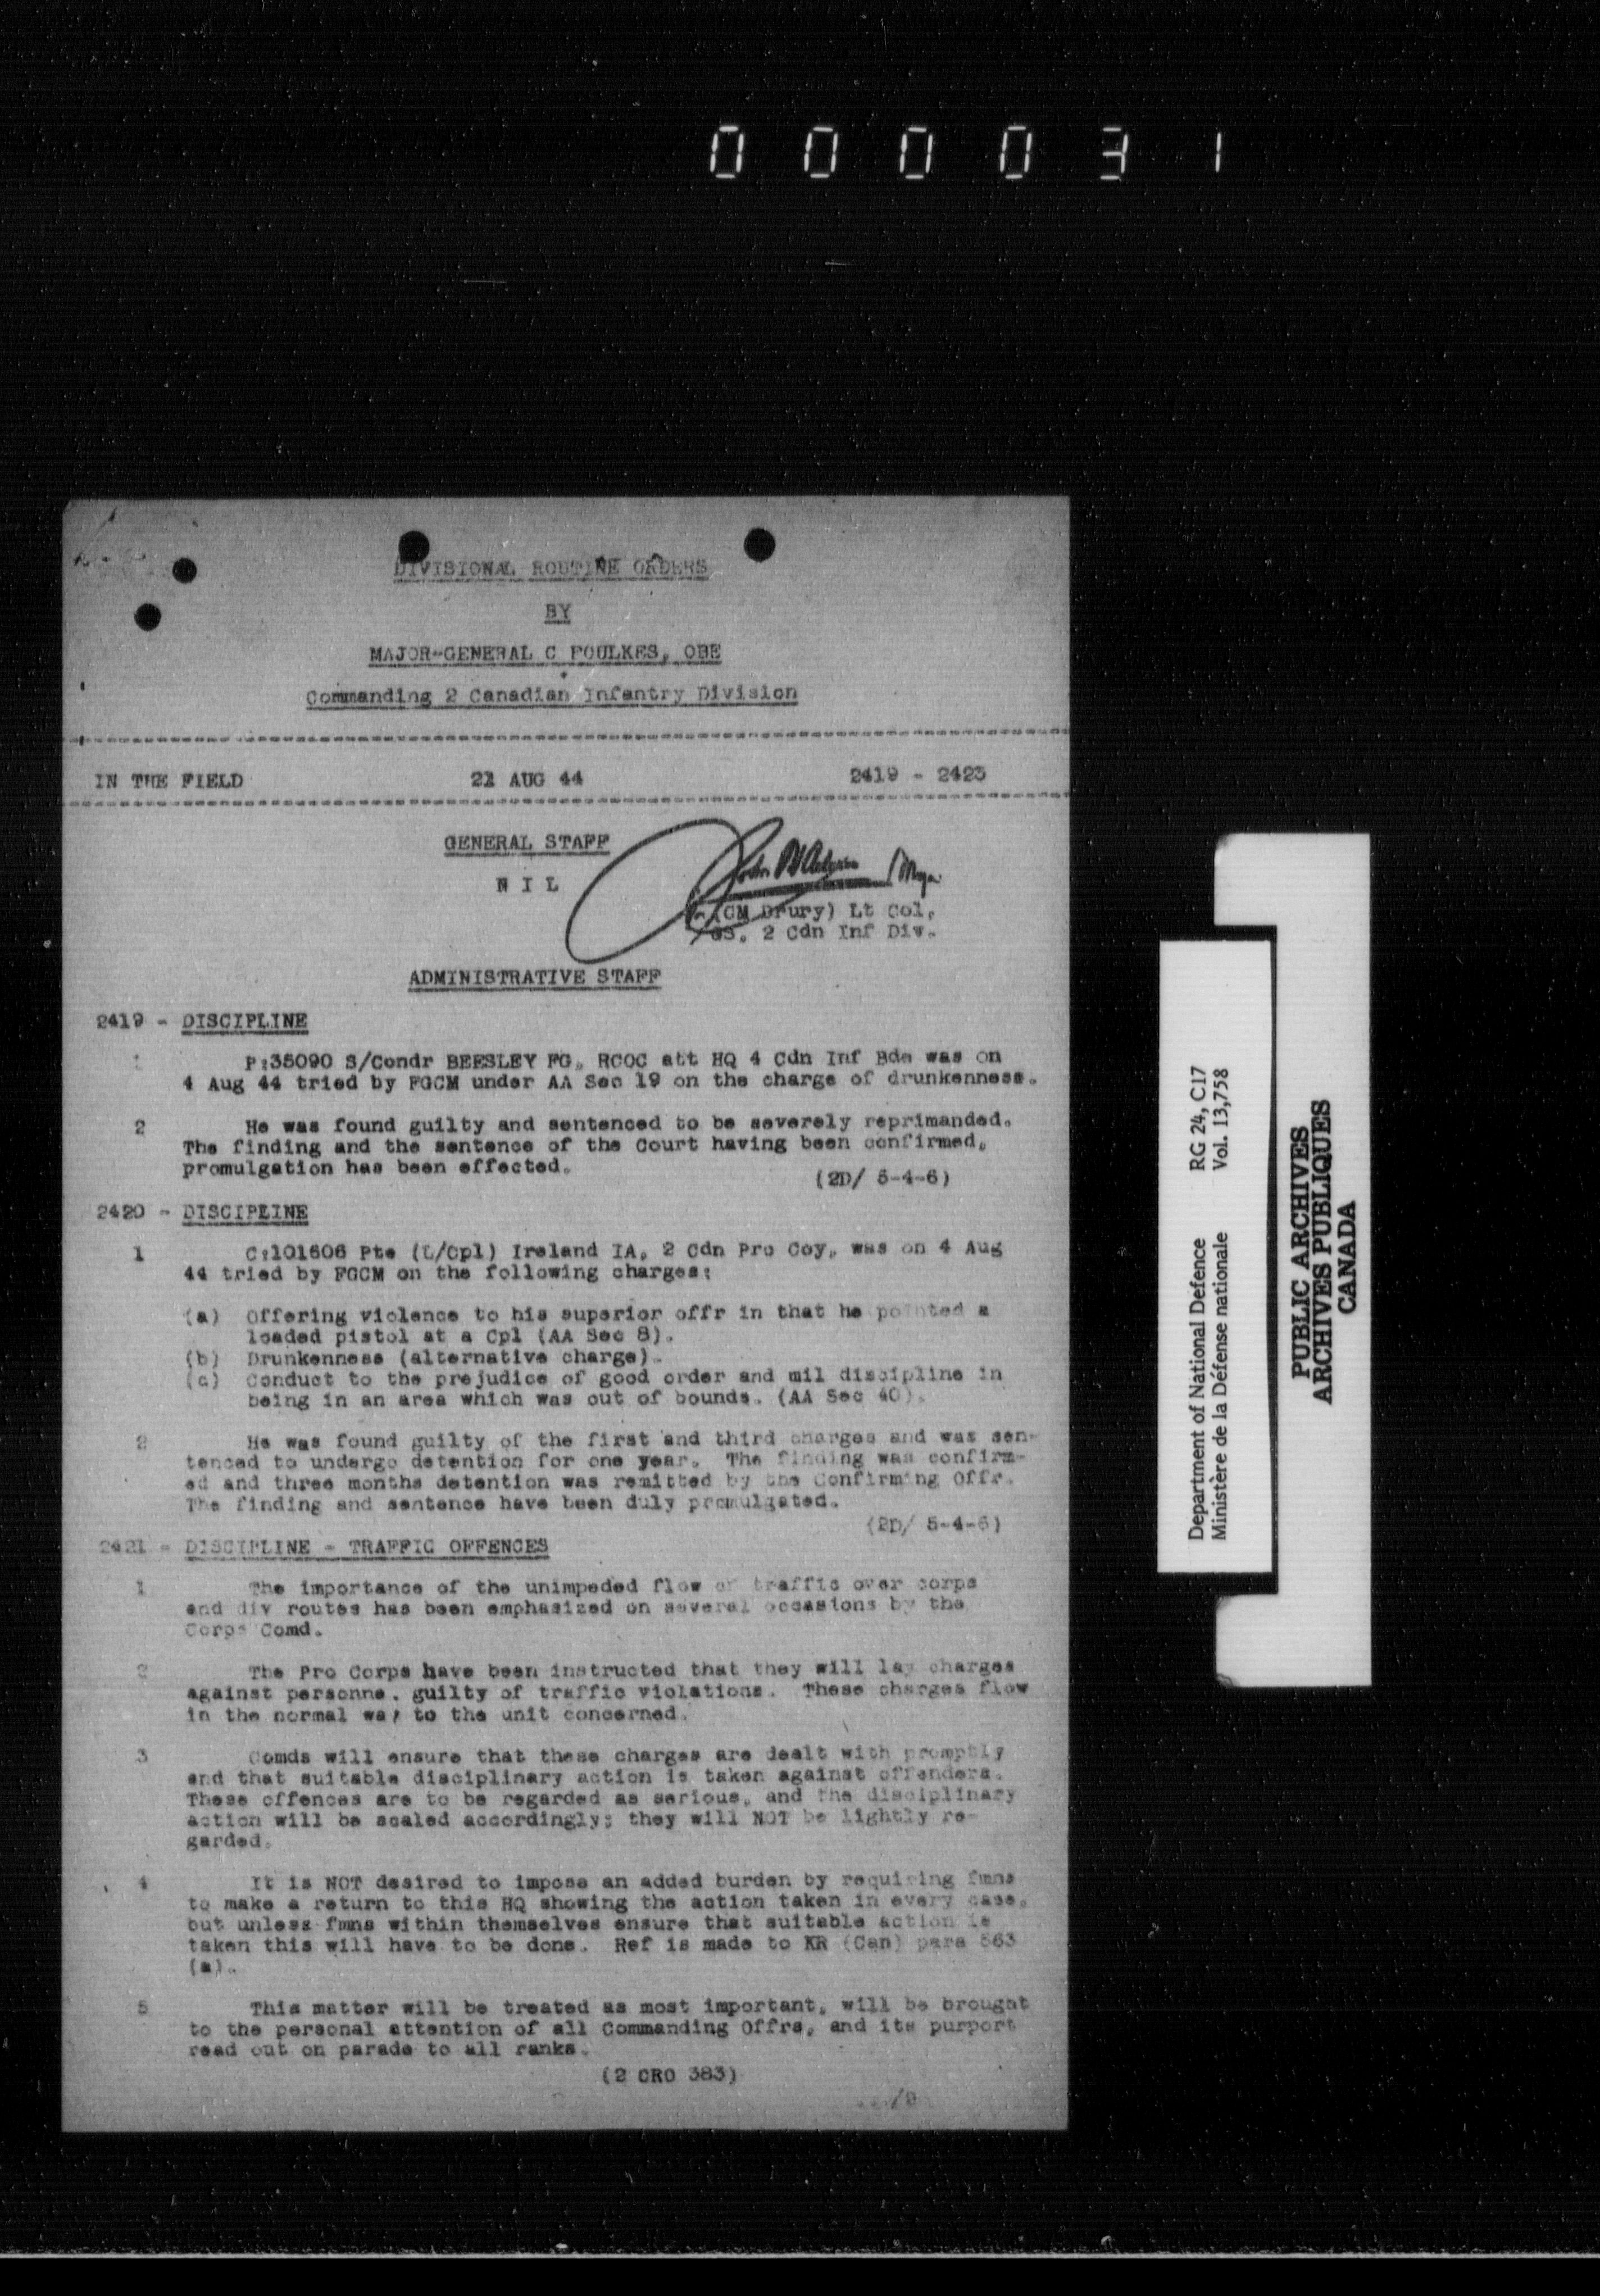 000031
DIVISIONAL ROUTINE ORDERS
BY
MAJOR-GENERAL C FOULKES, OBE
Commanding 2 Canadian Infantry Division
IN THE FIELD 21 AUG 44 2419 - 2423
GENERAL STAFF
N I L
(CM Drury) Lt Col,
GS, 2 Cdn Inf Div.
ADMINISTRATIVE STAFF
2419 - DISCIPLINE
1 P:35090 S/Condr BEESLEY FG, RCOC att HQ 4 Cdn Inf Bde was on
4 Aug 44 tried by FGCM under AA Sec 19 on the charge of drunkenness.
2 He was found guilty and sentenced to be severely reprimanded.
The finding and the sentence of the Court having been confirmed,
promulgation has been effected.
(2D/ 5-4-6)
2420 - DISCIPLINE
1 C:101606 Pte (L/Cpl) Ireland IA, 2 Cdn Pro Coy, was on 4 Aug
44 tried by FGCM on the following charges:
(a) Offering violence to his superior offr in that he pointed a
loaded pistol at a Cpl (AA Sec 8).
(b) Drunkenness (alternative charge).
(c) Conduct to the prejudice of good order and mil discipline in
being in an area which was out of bounds. (AA Sec 40).
2 He was found guilty of the first and third charges and was sen-
tenced to undergo detention for one year. The finding was confirm-
ed and three months detention was remitted by the Confirming Offr.
The finding and sentence have been duly promulgated.
(2D/ 5-4-6)
2421 - DISCIPLINE - TRAFFIC OFFENCES
1 The importance of the unimpeded flow of traffic over corps
and div routes has been emphasized on several occasions by the
Corps Comd.
2 The Pro Corps have been instructed that they will lay charges
against personnel guilty of traffic violations. These charges flow
in the normal way to the unit concerned.
3 Comds will ensure that these charges are dealt with promptly
and that suitable disciplinary action is taken against offenders.
These offences are to be regarded as serious, and the disciplinary
action will be scaled accordingly; they will NOT be lightly re-
garded.
4 It is NOT desired to impose an added burden by requiring fmns
to make a return to this HQ showing the action taken in every case,
but unless fmns within themselves ensure that suitable action is
taken this will have to be done. Ref is made to KR (Can) para 563
(a).
5 This matter will be treated as most important, will be brought
to the personal attention of all Commanding Offrs, and its purport
read out on parade to all ranks.
(2 CRO 383)
.../2
Department of National Defence RG 24, C17
Ministère de la Défense nationale Vol. 13,758
PUBLIC ARCHIVES
ARCHIVES PUBLIQUES
CANADA